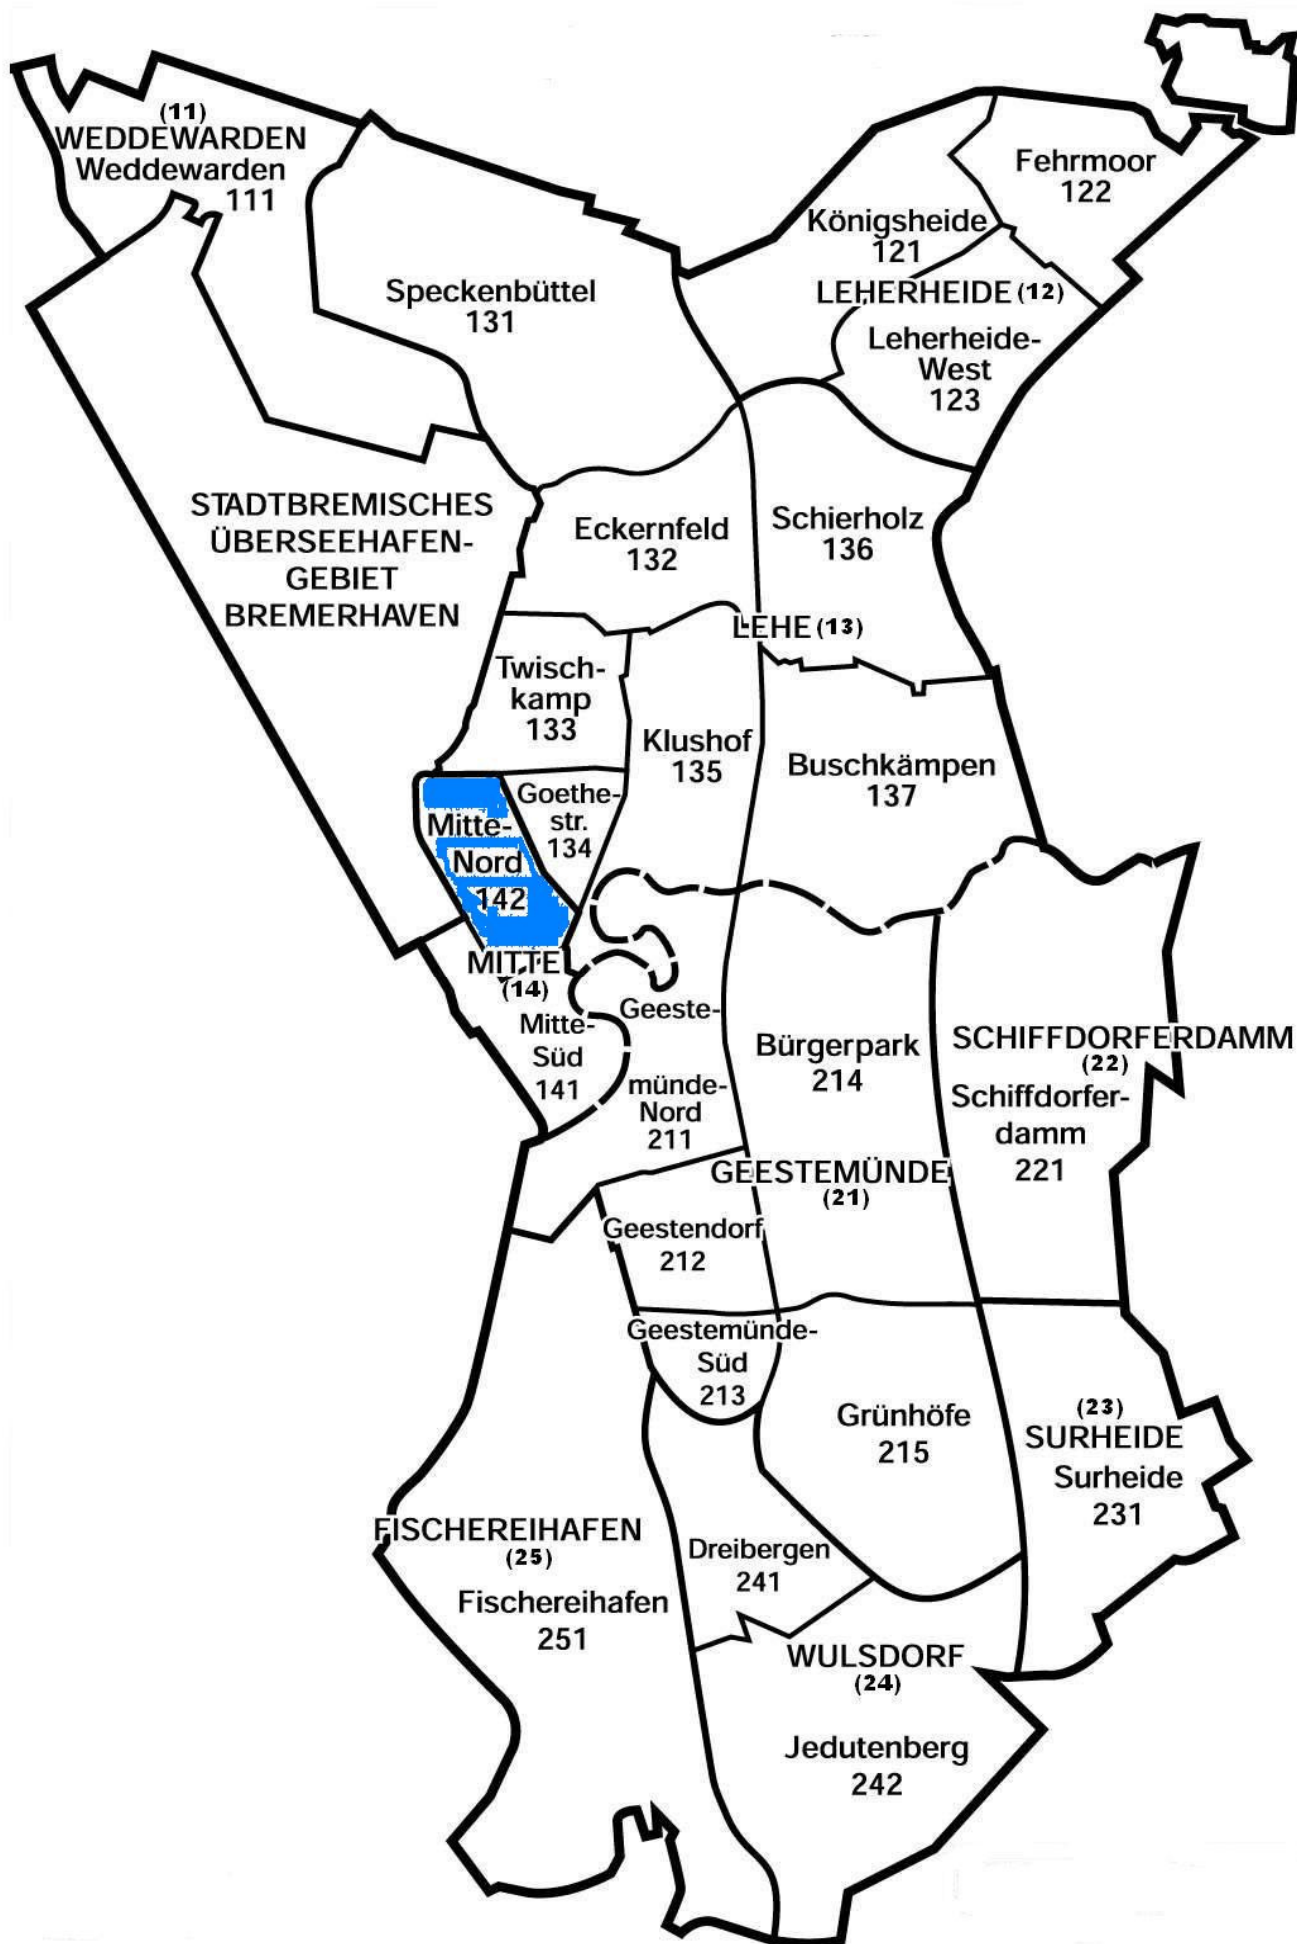 (11)
WEDDEWARDEN
Weddewarden
111
Fehrmoor
122
Königsheide
121
LEHERHEIDE (12)
Leherheide-
West
123
Speckenbüttel
131
STADTBREMISCHES
ÜBERSEEHAFEN-
GEBIET
BREMERHAVEN
Eckernfeld
132
Schierholz
136
LEHE (13)
Twisch-
kamp
133
Klushof
135
Buschkämpen
137
Goethe-
str.
134
Mitte-
Nord
142
MITTE
(14)
Mitte-
Süd
141
Geeste-
münde-
Nord
211
Bürgerpark
214
SCHIFFDORFERDAMM
(22)
Schiffdorfer-
damm
221
GEESTEMÜNDE
(21)
Geestendorf
212
Geestemünde-
Süd
213
Grünhöfe
215
(23)
SURHEIDE
Surheide
231
FISCHEREIHAFEN
(25)
Fischereihafen
251
Dreibergen
241
WULSDORF
(24)
Jedutenberg
242